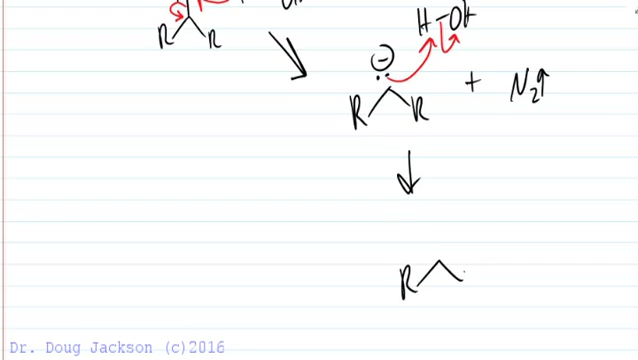 R R
H-OH
⊖
R R + N₂↑
R
Dr. Doug Jackson (c)2016